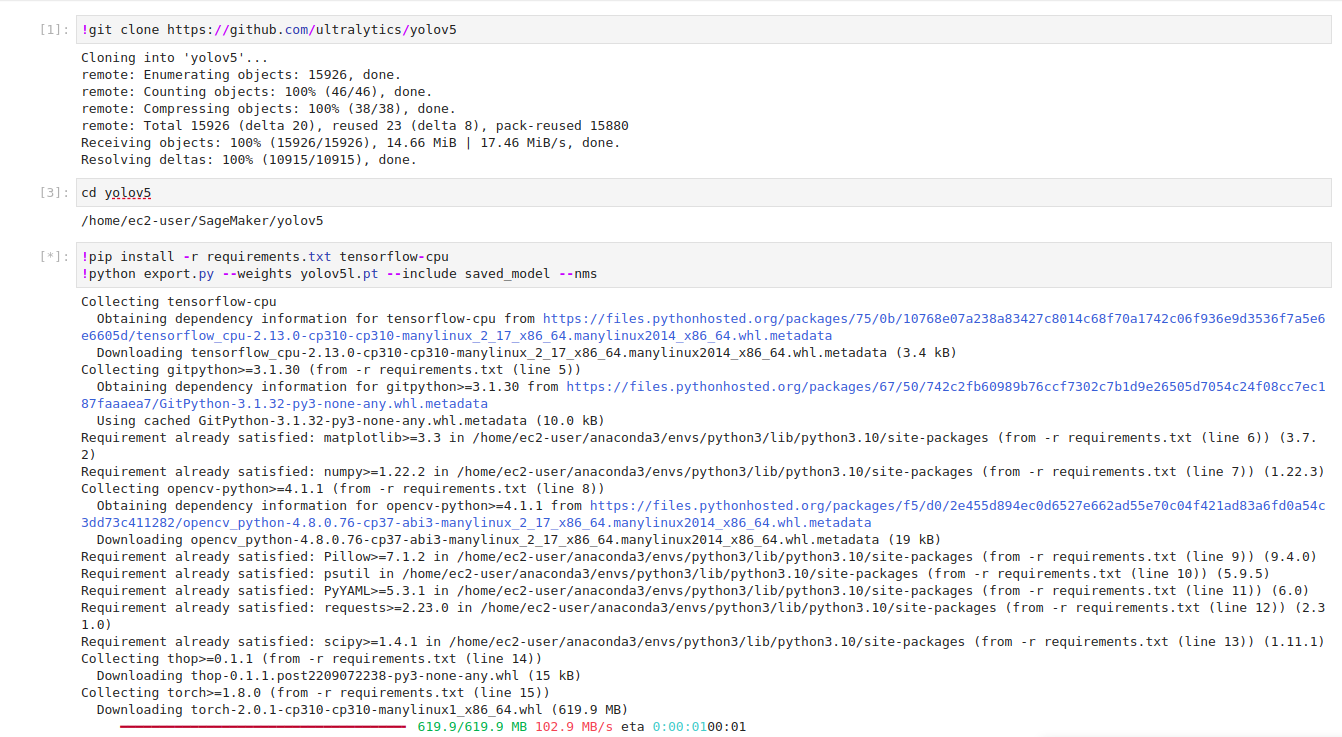 [1]: !git clone https://github.com/ultralytics/yolov5
Cloning into 'yolov5'...
remote: Enumerating objects: 15926, done.
remote: Counting objects: 100% (46/46), done.
remote: Compressing objects: 100% (38/38), done.
remote: Total 15926 (delta 20), reused 23 (delta 8), pack-reused 15880
Receiving objects: 100% (15926/15926), 14.66 MiB | 17.46 MiB/s, done.
Resolving deltas: 100% (10915/10915), done.
[3]: cd yolov5
/home/ec2-user/SageMaker/yolov5
[*]: !pip install -r requirements.txt tensorflow-cpu
!python export.py --weights yolov5l.pt --include saved_model --nms
Collecting tensorflow-cpu
Obtaining dependency information for tensorflow-cpu from https://files.pythonhosted.org/packages/75/0b/10768e07a238a83427c8014c68f70a1742c06f936e9d3536f7a5e6
e6605d/tensorflow_cpu-2.13.0-cp310-cp310-manylinux_2_17_x86_64.manylinux2014_x86_64.whl.metadata
Downloading tensorflow_cpu-2.13.0-cp310-cp310-manylinux_2_17_x86_64.manylinux2014_x86_64.whl.metadata (3.4 kB)
Collecting gitpython>=3.1.30 (from -r requirements.txt (line 5))
Obtaining dependency information for gitpython>=3.1.30 from https://files.pythonhosted.org/packages/67/50/742c2fb60989b76ccf7302c7b1d9e26505d7054c24f08cc7ec1
87faaaea7/GitPython-3.1.32-py3-none-any.whl.metadata
Using cached GitPython-3.1.32-py3-none-any.whl.metadata (10.0 kB)
Requirement already satisfied: matplotlib>=3.3 in /home/ec2-user/anaconda3/envs/python3/lib/python3.10/site-packages (from -r requirements.txt (line 6)) (3.7.
2)
Requirement already satisfied: numpy>=1.22.2 in /home/ec2-user/anaconda3/envs/python3/lib/python3.10/site-packages (from -r requirements.txt (line 7)) (1.22.3)
Collecting opencv-python>=4.1.1 (from -r requirements.txt (line 8))
Obtaining dependency information for opencv-python>=4.1.1 from https://files.pythonhosted.org/packages/f5/d0/2e455d894ec0d6527e662ad55e70c04f421ad83a6fd0a54c
3dd73c411282/opencv_python-4.8.0.76-cp37-abi3-manylinux_2_17_x86_64.manylinux2014_x86_64.whl.metadata
Downloading opencv_python-4.8.0.76-cp37-abi3-manylinux_2_17_x86_64.manylinux2014_x86_64.whl.metadata (19 kB)
Requirement already satisfied: Pillow>=7.1.2 in /home/ec2-user/anaconda3/envs/python3/lib/python3.10/site-packages (from -r requirements.txt (line 9)) (9.4.0)
Requirement already satisfied: psutil in /home/ec2-user/anaconda3/envs/python3/lib/python3.10/site-packages (from -r requirements.txt (line 10)) (5.9.5)
Requirement already satisfied: PyYAML>=5.3.1 in /home/ec2-user/anaconda3/envs/python3/lib/python3.10/site-packages (from -r requirements.txt (line 11)) (6.0)
Requirement already satisfied: requests>=2.23.0 in /home/ec2-user/anaconda3/envs/python3/lib/python3.10/site-packages (from -r requirements.txt (line 12)) (2.3
1.0)
Requirement already satisfied: scipy>=1.4.1 in /home/ec2-user/anaconda3/envs/python3/lib/python3.10/site-packages (from -r requirements.txt (line 13)) (1.11.1)
Collecting thop>=0.1.1 (from -r requirements.txt (line 14))
Downloading thop-0.1.1.post2209072238-py3-none-any.whl (15 kB)
Collecting torch>=1.8.0 (from -r requirements.txt (line 15))
Downloading torch-2.0.1-cp310-cp310-manylinux1_x86_64.whl (619.9 MB)
619.9/619.9 MB 102.9 MB/s eta 0:00:0100:01